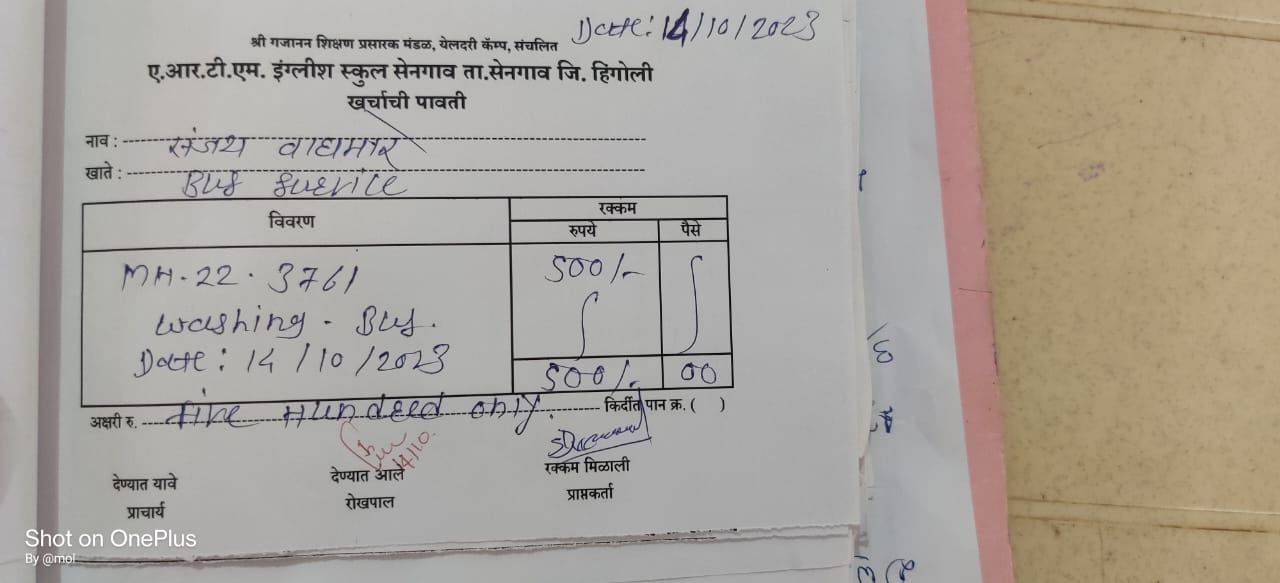 Date: 14/10/2023
श्री गजानन शिक्षण प्रसारक मंडळ, येलदरी कॅम्प, संचलित
ए.आर.टी.एम. इंग्लीश स्कुल सेनगाव ता.सेनगाव जि. हिंगोली
खर्चाची पावती
नाव : संजय वाघमारे
खाते : Bus Service
विवरण रक्कम
रुपये पैसे
MH-22-3761 500/-
washing - Bus.
Date: 14/10/2023
500/- 00
अक्षरी रु. five hundred only. किर्दीत पान क्र. ( )
14/10
देण्यात यावे देण्यात आले रक्कम मिळाली
प्राचार्य रोखपाल प्राप्तकर्ता
Shot on OnePlus
By @mol